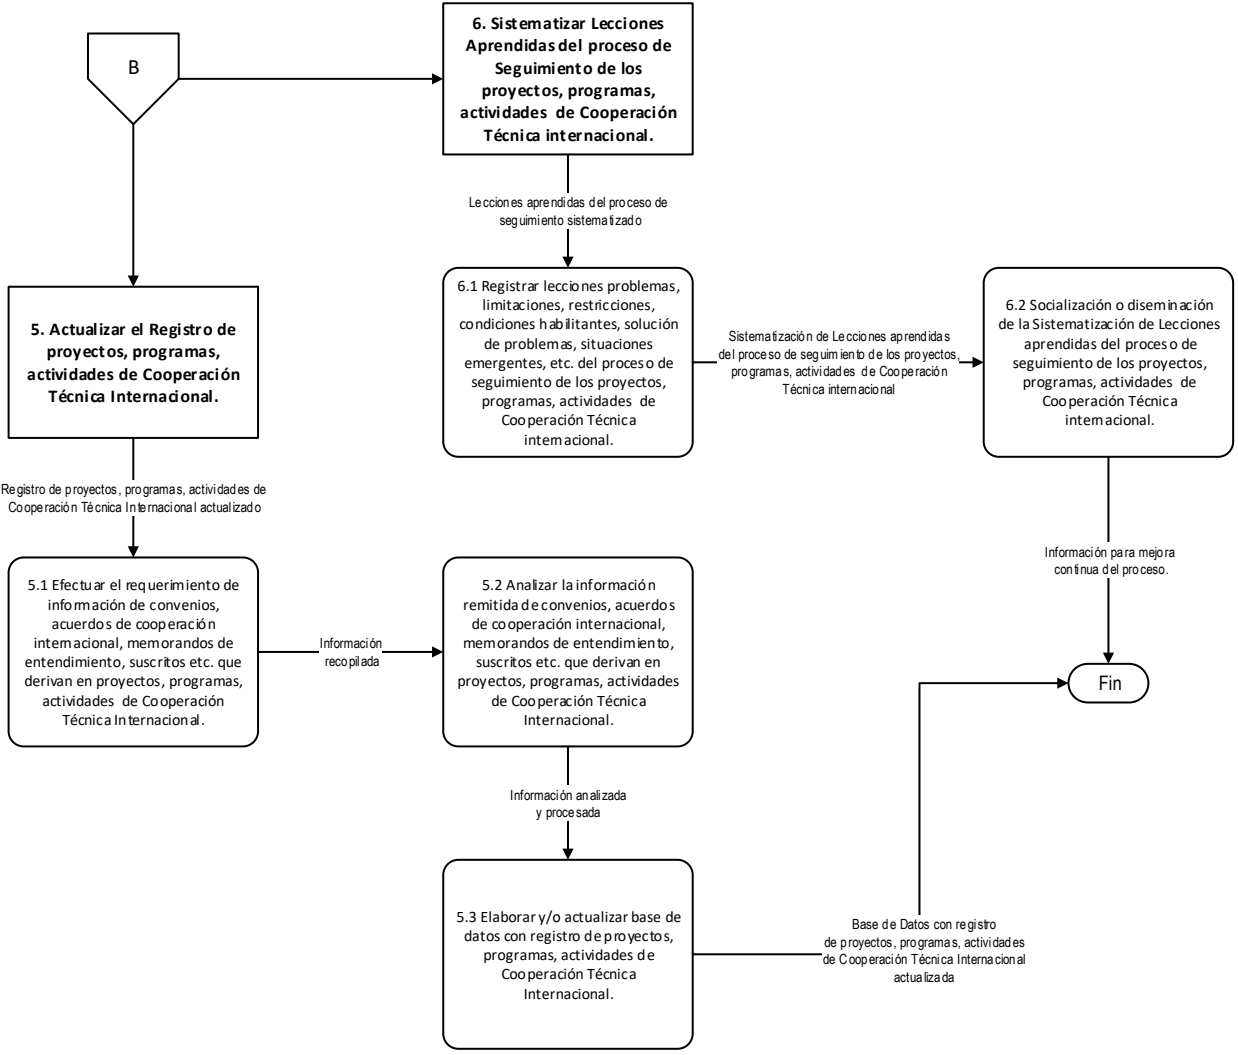 B
6. Sistematizar Lecciones
Aprendidas del proceso de
Seguimiento de los
proyectos, programas,
actividades de Cooperación
Técnica internacional.
Lecciones aprendidas del proceso de
seguimiento sistematizado
5. Actualizar el Registro de
proyectos, programas,
actividades de Cooperación
Técnica Internacional.
6.1 Registrar lecciones problemas,
limitaciones, restricciones,
condiciones habilitantes, solución
de problemas, situaciones
emergentes, etc. del proceso de
seguimiento de los proyectos,
programas, actividades de
Cooperación Técnica
internacional.
Sistematización de Lecciones aprendidas
del proceso de seguimiento de los proyectos,
programas, actividades de Cooperación
Técnica internacional
6.2 Socialización o diseminación
de la Sistematización de Lecciones
aprendidas del proceso de
seguimiento de los proyectos,
programas, actividades de
Cooperación Técnica
internacional.
Registro de proyectos, programas, actividades de
Cooperación Técnica Internacional actualizado
Información para mejora
continua del proceso.
5.1 Efectuar el requerimiento de
información de convenios,
acuerdos de cooperación
internacional, memorandos de
entendimiento, suscritos etc. que
derivan en proyectos, programas,
actividades de Cooperación
Técnica Internacional.
Información
recopilada
5.2 Analizar la información
remitida de convenios, acuerdos
de cooperación internacional,
memorandos de entendimiento,
suscritos etc. que derivan en
proyectos, programas, actividades
de Cooperación Técnica
Internacional.
Fin
Información analizada
y procesada
5.3 Elaborar y/o actualizar base de
datos con registro de proyectos,
programas, actividades de
Cooperación Técnica
Internacional.
Base de Datos con registro
de proyectos, programas, actividades
de Cooperación Técnica Internacional
actualizada